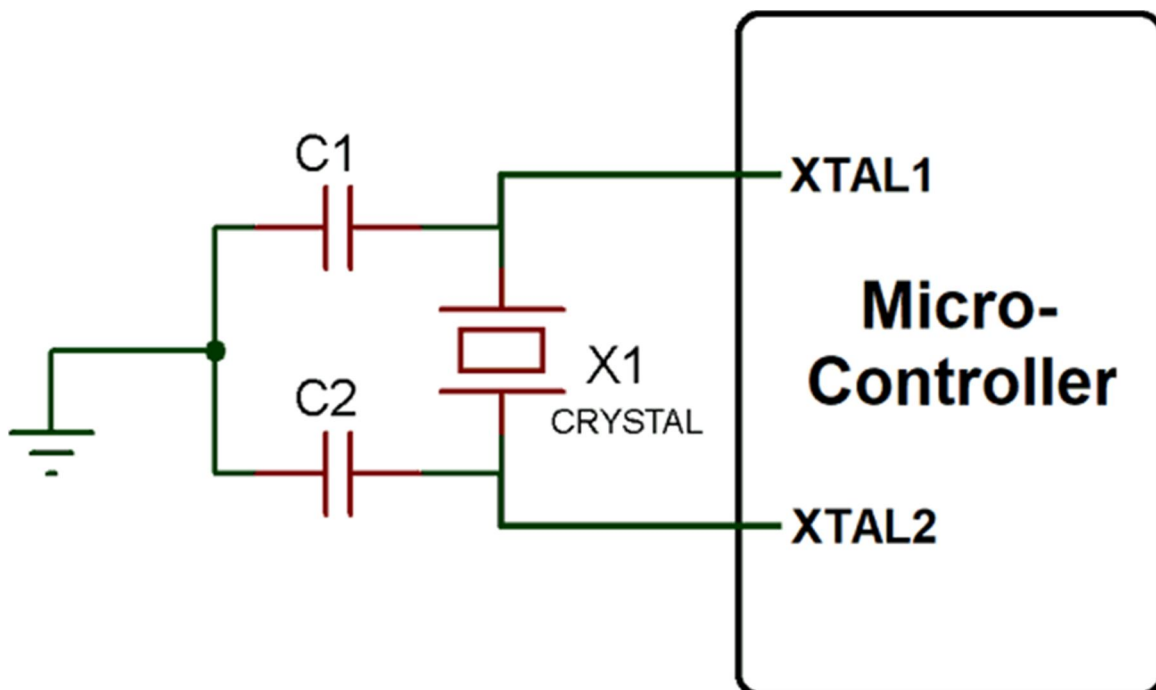 C1
XTAL1
Micro-
Controller
X1
C2
CRYSTAL
XTAL2